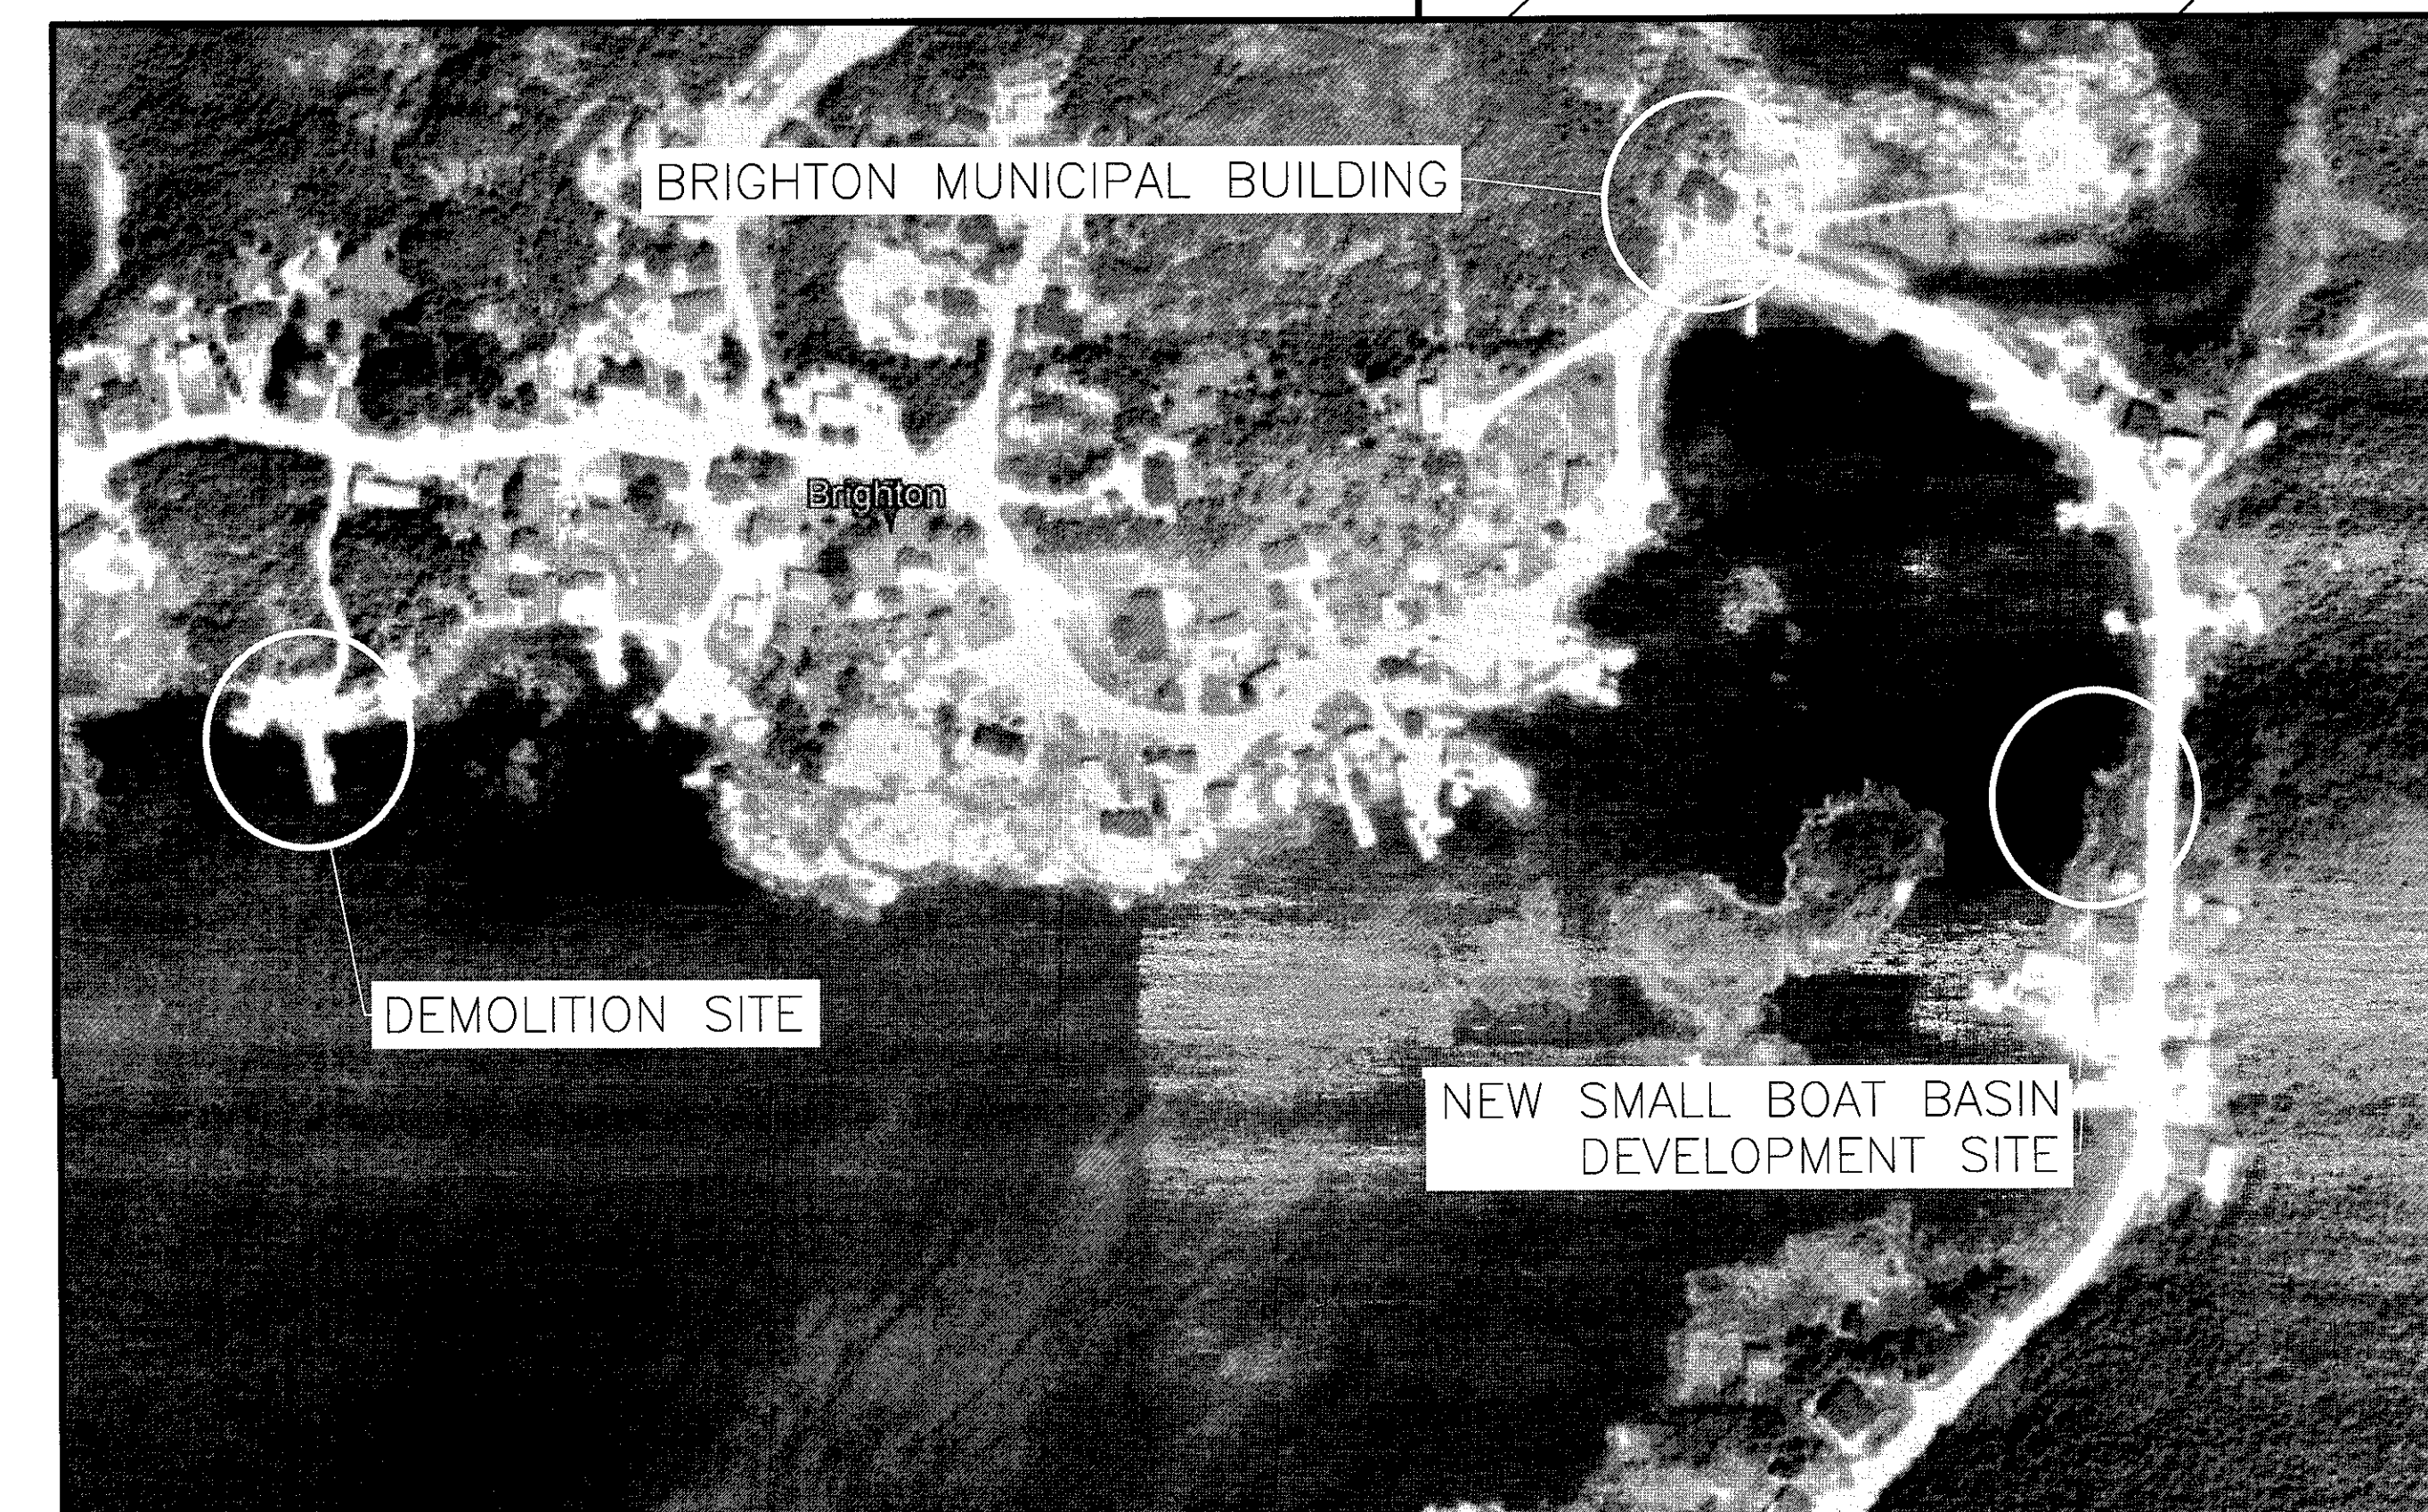 BRIGHTON MUNICIPAL BUILDING
Brighton
DEMOLITION SITE
NEW SMALL BOAT BASIN
DEVELOPMENT SITE